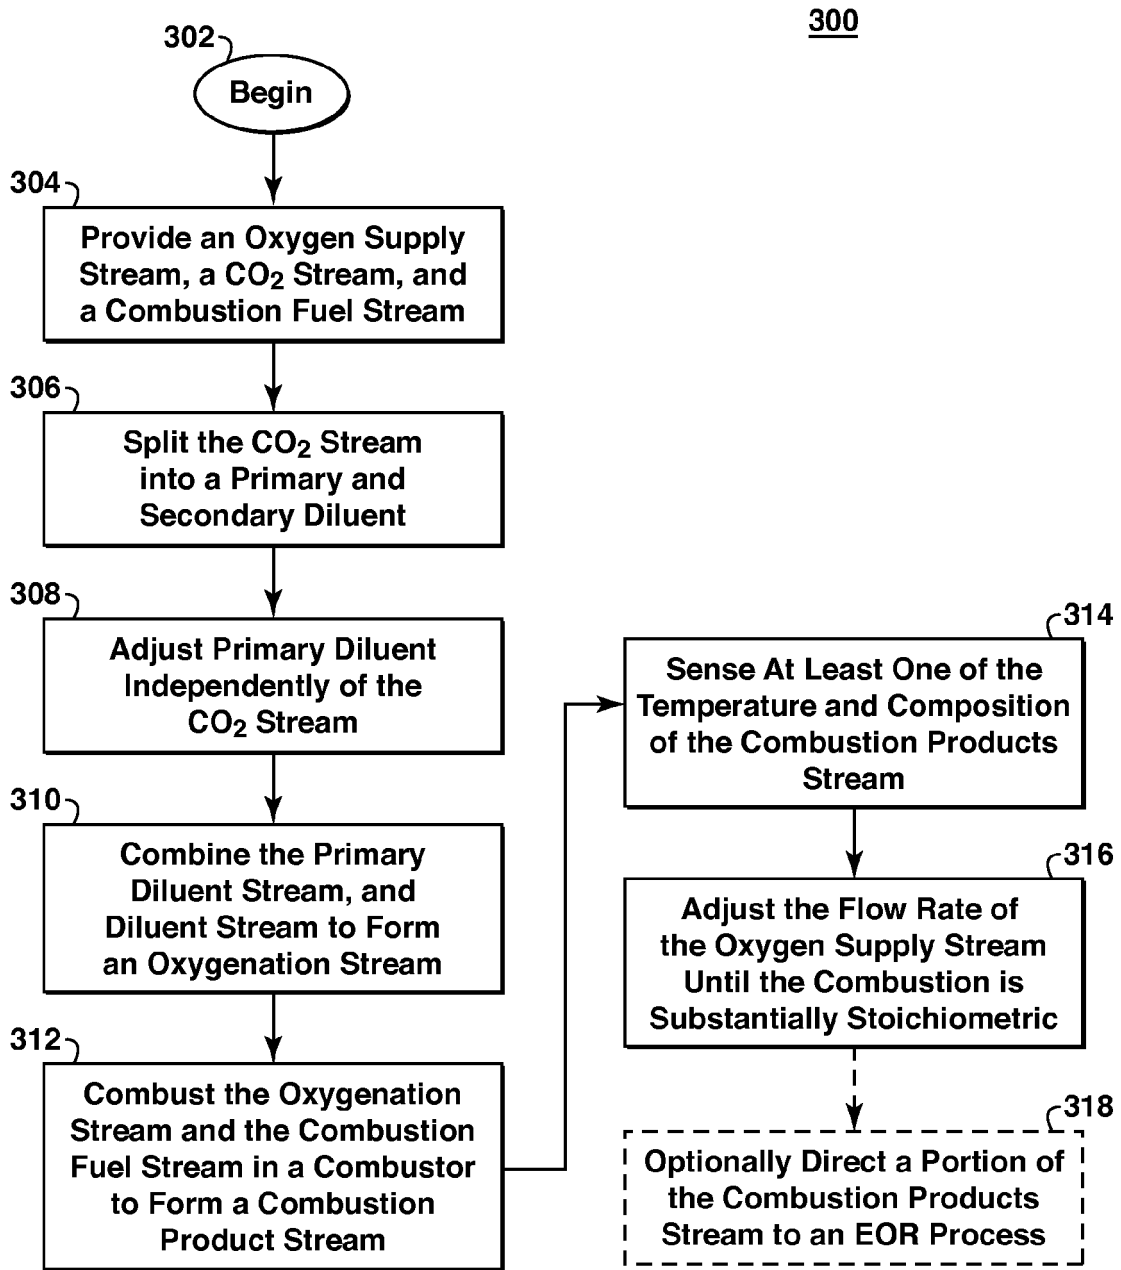 300
302
Begin
304
Provide an Oxygen Supply
Stream, a CO2 Stream, and
a Combustion Fuel Stream
306
Split the CO2 Stream
into a Primary and
Secondary Diluent
308
Adjust Primary Diluent
Independently of the
CO2 Stream
310
Combine the Primary
Diluent Stream, and
Diluent Stream to Form
an Oxygenation Stream
312
Combust the Oxygenation
Stream and the Combustion
Fuel Stream in a Combustor
to Form a Combustion
Product Stream
314
Sense At Least One of the
Temperature and Composition
of the Combustion Products
Stream
316
Adjust the Flow Rate of
the Oxygen Supply Stream
Until the Combustion is
Substantially Stoichiometric
318
Optionally Direct a Portion of
the Combustion Products
Stream to an EOR Process